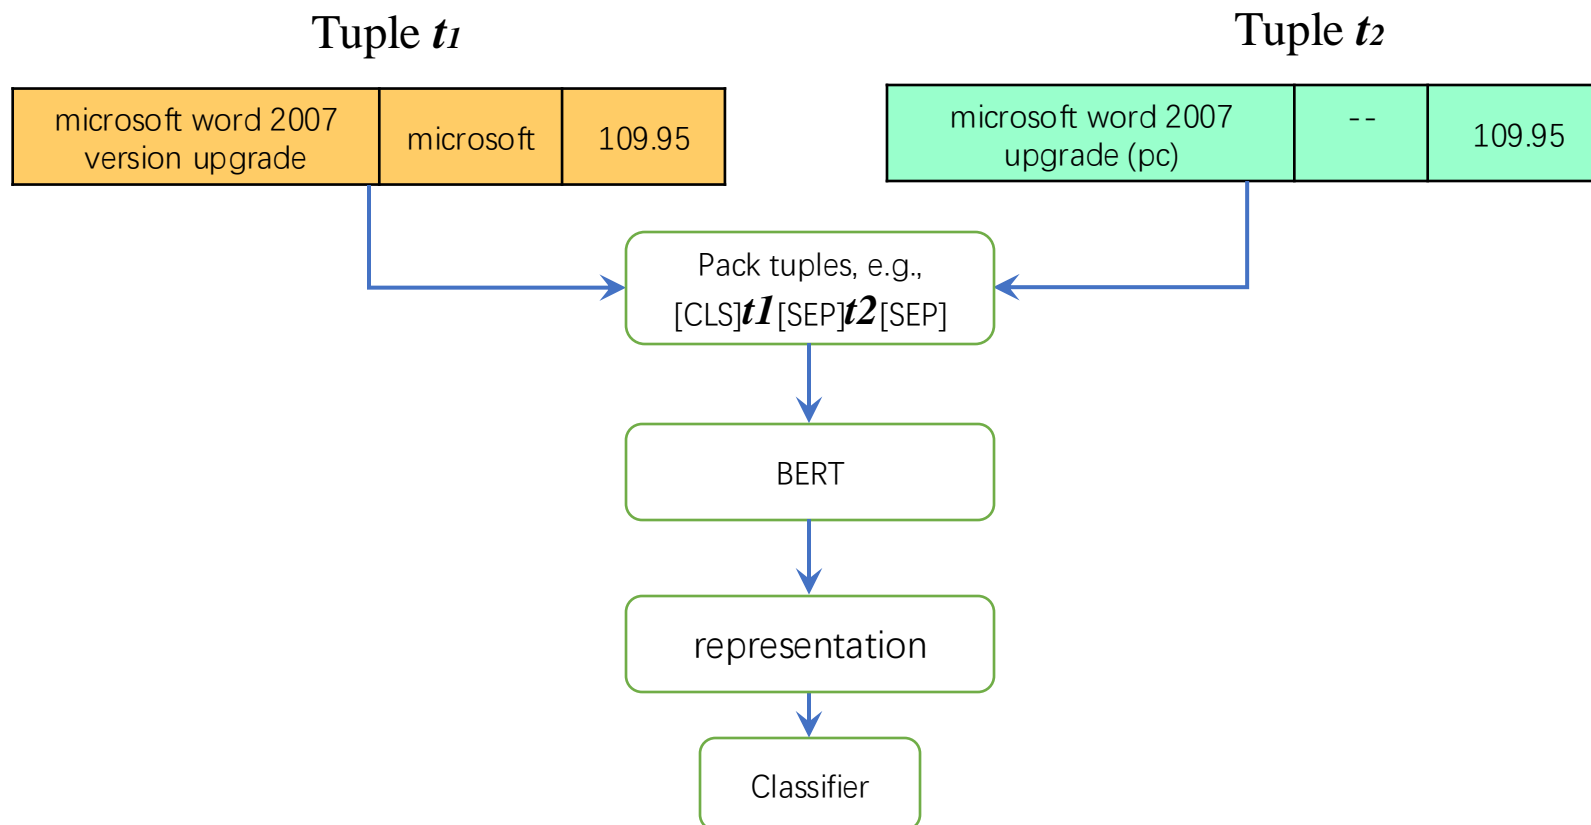 Tuple t1
Tuple t2
microsoft word 2007
version upgrade
microsoft
109.95
microsoft word 2007
upgrade (pc)
--
109.95
Pack tuples, e.g.,
[CLS]t1[SEP]t2[SEP]
BERT
representation
Classifier